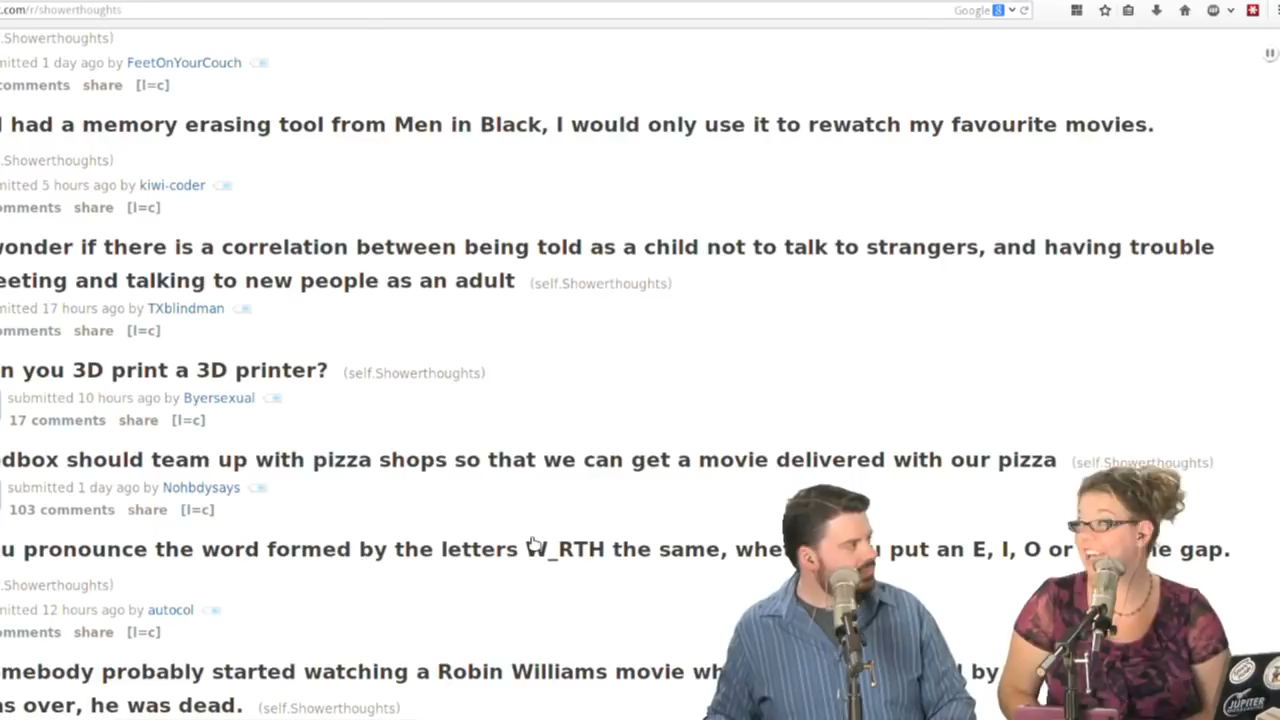 .com/r/showerthoughts
Google
.Showerthoughts)
mitted 1 day ago by FeetOnYourCouch
comments share [l=c]
I had a memory erasing tool from Men in Black, I would only use it to rewatch my favourite movies.
.Showerthoughts)
mitted 5 hours ago by kiwi-coder
omments share [l=c]
wonder if there is a correlation between being told as a child not to talk to strangers, and having trouble
eeting and talking to new people as an adult (self.Showerthoughts)
mitted 17 hours ago by TXblindman
omments share [l=c]
n you 3D print a 3D printer? (self.Showerthoughts)
submitted 10 hours ago by Byersexual
17 comments share [l=c]
dbox should team up with pizza shops so that we can get a movie delivered with our pizza (self.Showerthoughts)
submitted 1 day ago by Nohbdysays
103 comments share [l=c]
u pronounce the word formed by the letters W_RTH the same, whe u put an E, I, O or he gap.
.Showerthoughts)
mitted 12 hours ago by autocol
omments share [l=c]
mebody probably started watching a Robin Williams movie wh by
as over, he was dead. (self.Showerthoughts)
JUPITER